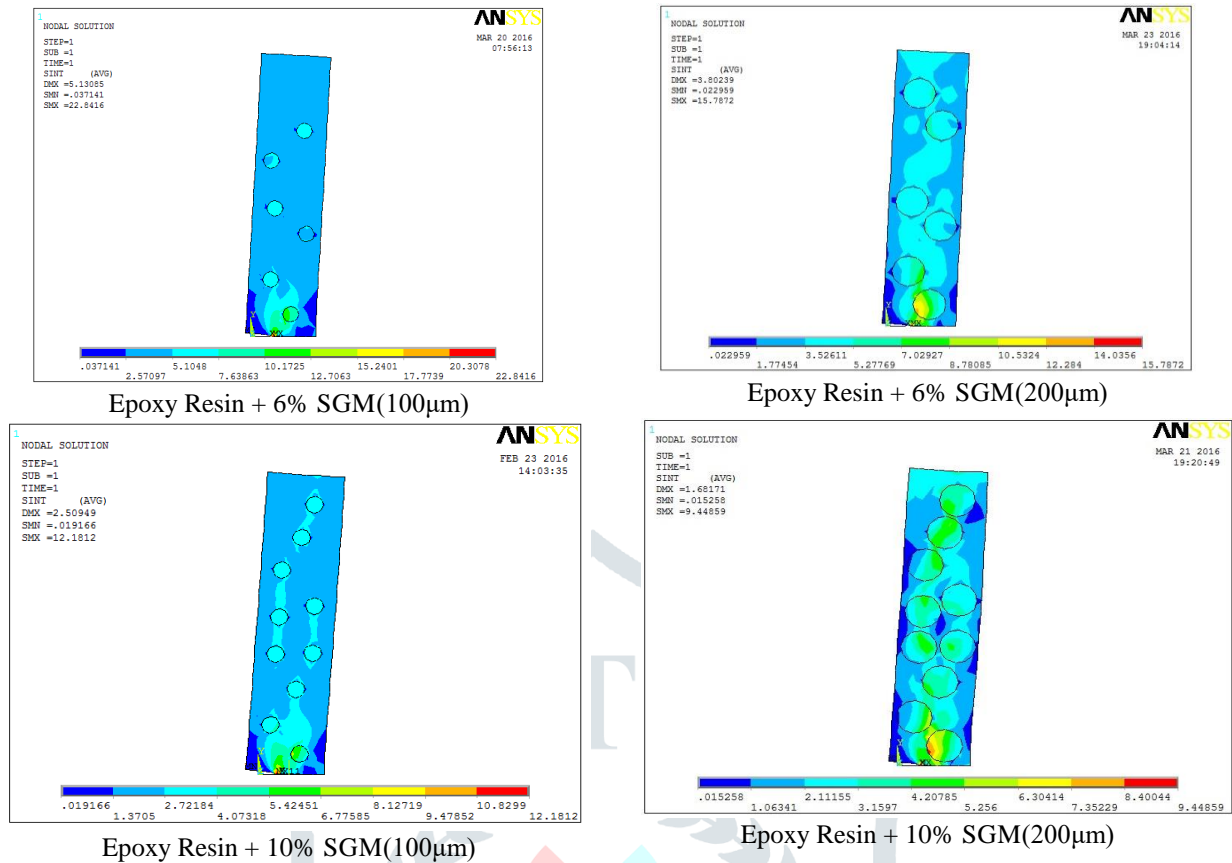 1
NODAL SOLUTION
STEP=1
SUB =1
TIME=1
SINT (AVG)
DMX =5.13085
SMN =.037141
SMX =22.8416
ANSYS
MAR 20 2016
07:56:13
Y
MX
.037141 5.1048 10.1725 15.2401 20.3078
2.57097 7.63863 12.7063 17.7739 22.8416
Epoxy Resin + 6% SGM(100µm)
1
NODAL SOLUTION
STEP=1
SUB =1
TIME=1
SINT (AVG)
DMX =3.80239
SMN =.022959
SMX =15.7872
ANSYS
MAR 23 2016
19:04:14
Y
MX
.022959 3.52611 7.02927 10.5324 14.0356
1.77454 5.27769 8.78085 12.284 15.7872
Epoxy Resin + 6% SGM(200µm)
1
NODAL SOLUTION
STEP=1
SUB =1
TIME=1
SINT (AVG)
DMX =2.50949
SMN =.019166
SMX =12.1812
ANSYS
FEB 23 2016
14:03:35
Y
.019166 2.72184 5.42451 8.12719 10.8299
1.3705 4.07318 6.77585 9.47852 12.1812
Epoxy Resin + 10% SGM(100µm)
1
NODAL SOLUTION
SUB =1
TIME=1
SINT (AVG)
DMX =1.68171
SMN =.015258
SMX =9.44859
ANSYS
MAR 21 2016
19:20:49
Y
MX
.015258 2.11155 4.20785 6.30414 8.40044
1.06341 3.1597 5.256 7.35229 9.44859
Epoxy Resin + 10% SGM(200µm)